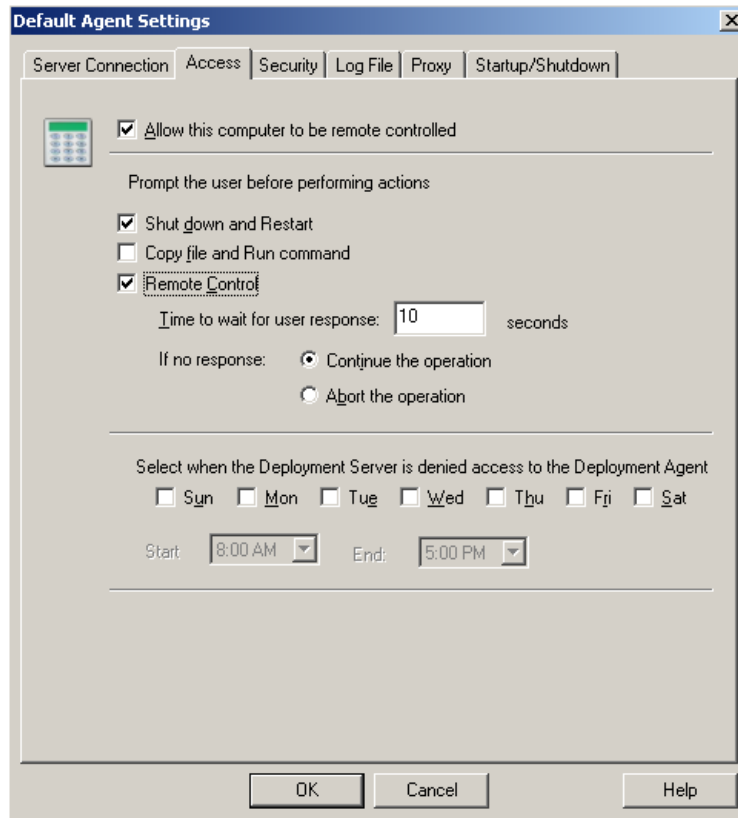 Default Agent Settings
Server Connection Access Security Log File Proxy Startup/Shutdown
Allow this computer to be remote controlled
Prompt the user before performing actions
Shut down and Restart
Copy file and Run command
Remote Control
Time to wait for user response: 10 seconds
If no response: Continue the operation
Abort the operation
Select when the Deployment Server is denied access to the Deployment Agent
Sun Mon Tue Wed Thu Fri Sat
Start 8:00 AM End: 5:00 PM
OK Cancel Help